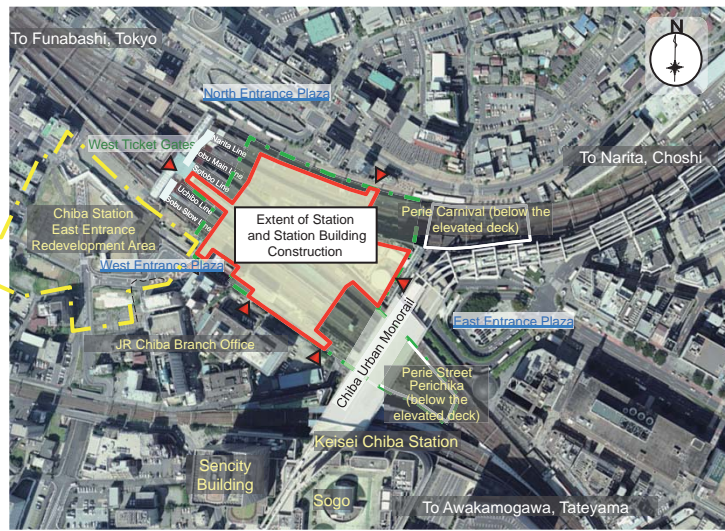 N
To Funabashi, Tokyo
North Entrance Plaza
West Ticket Gates
Narita Line
Sobu Main Line
Sotobo Line
Uchibo Line
Sobu Slow Line
To Narita, Choshi
Perie Carnival (below the
elevated deck)
Extent of Station
and Station Building
Construction
Chiba Station
East Entrance
Redevelopment Area
West Entrance Plaza
East Entrance Plaza
Chiba Urban Monorail
JR Chiba Branch Office
Perie Street
Perichika
(below the
elevated deck)
Keisei Chiba Station
Sencity
Building
Sogo
To Awakamogawa, Tateyama